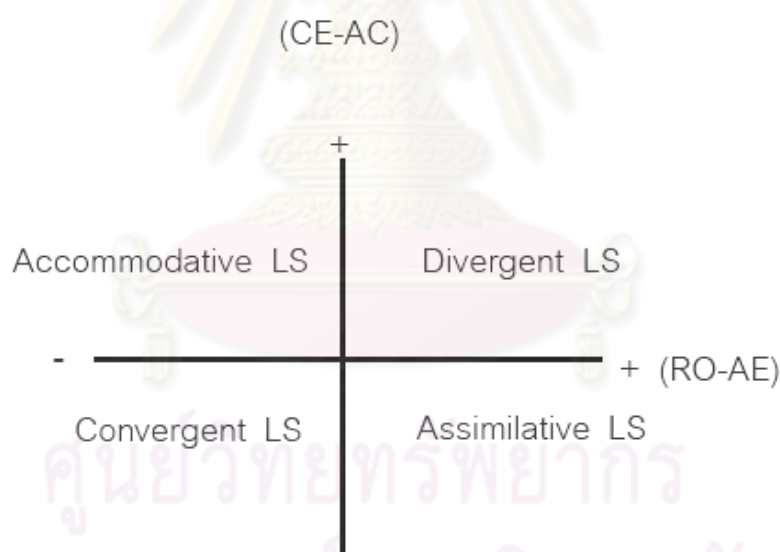 (CE-AC)
+
Accommodative LS Divergent LS
- + (RO-AE)
Convergent LS Assimilative LS
ศูนย์วิทยทรัพยากร